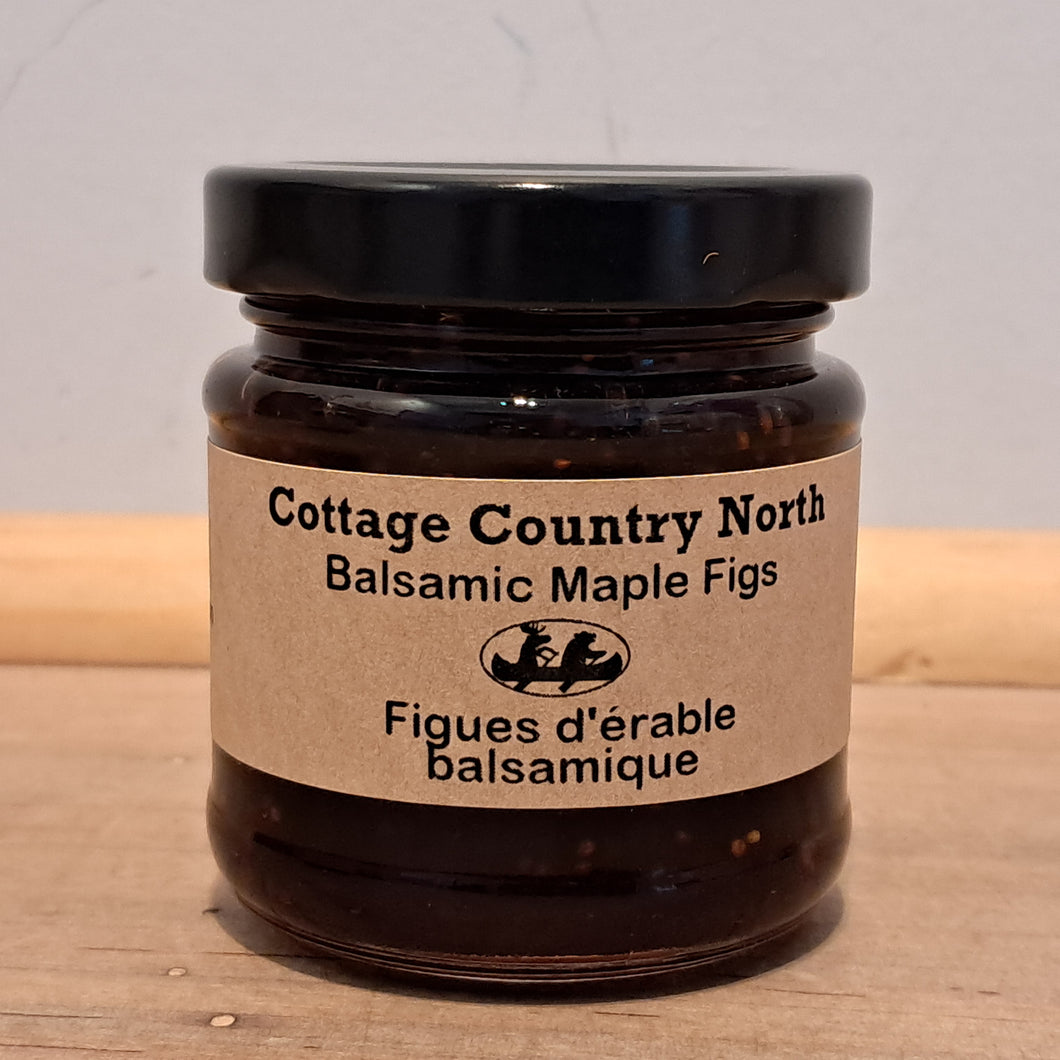 Cottage Country North
Balsamic Maple Figs
Figues d'érable
balsamique